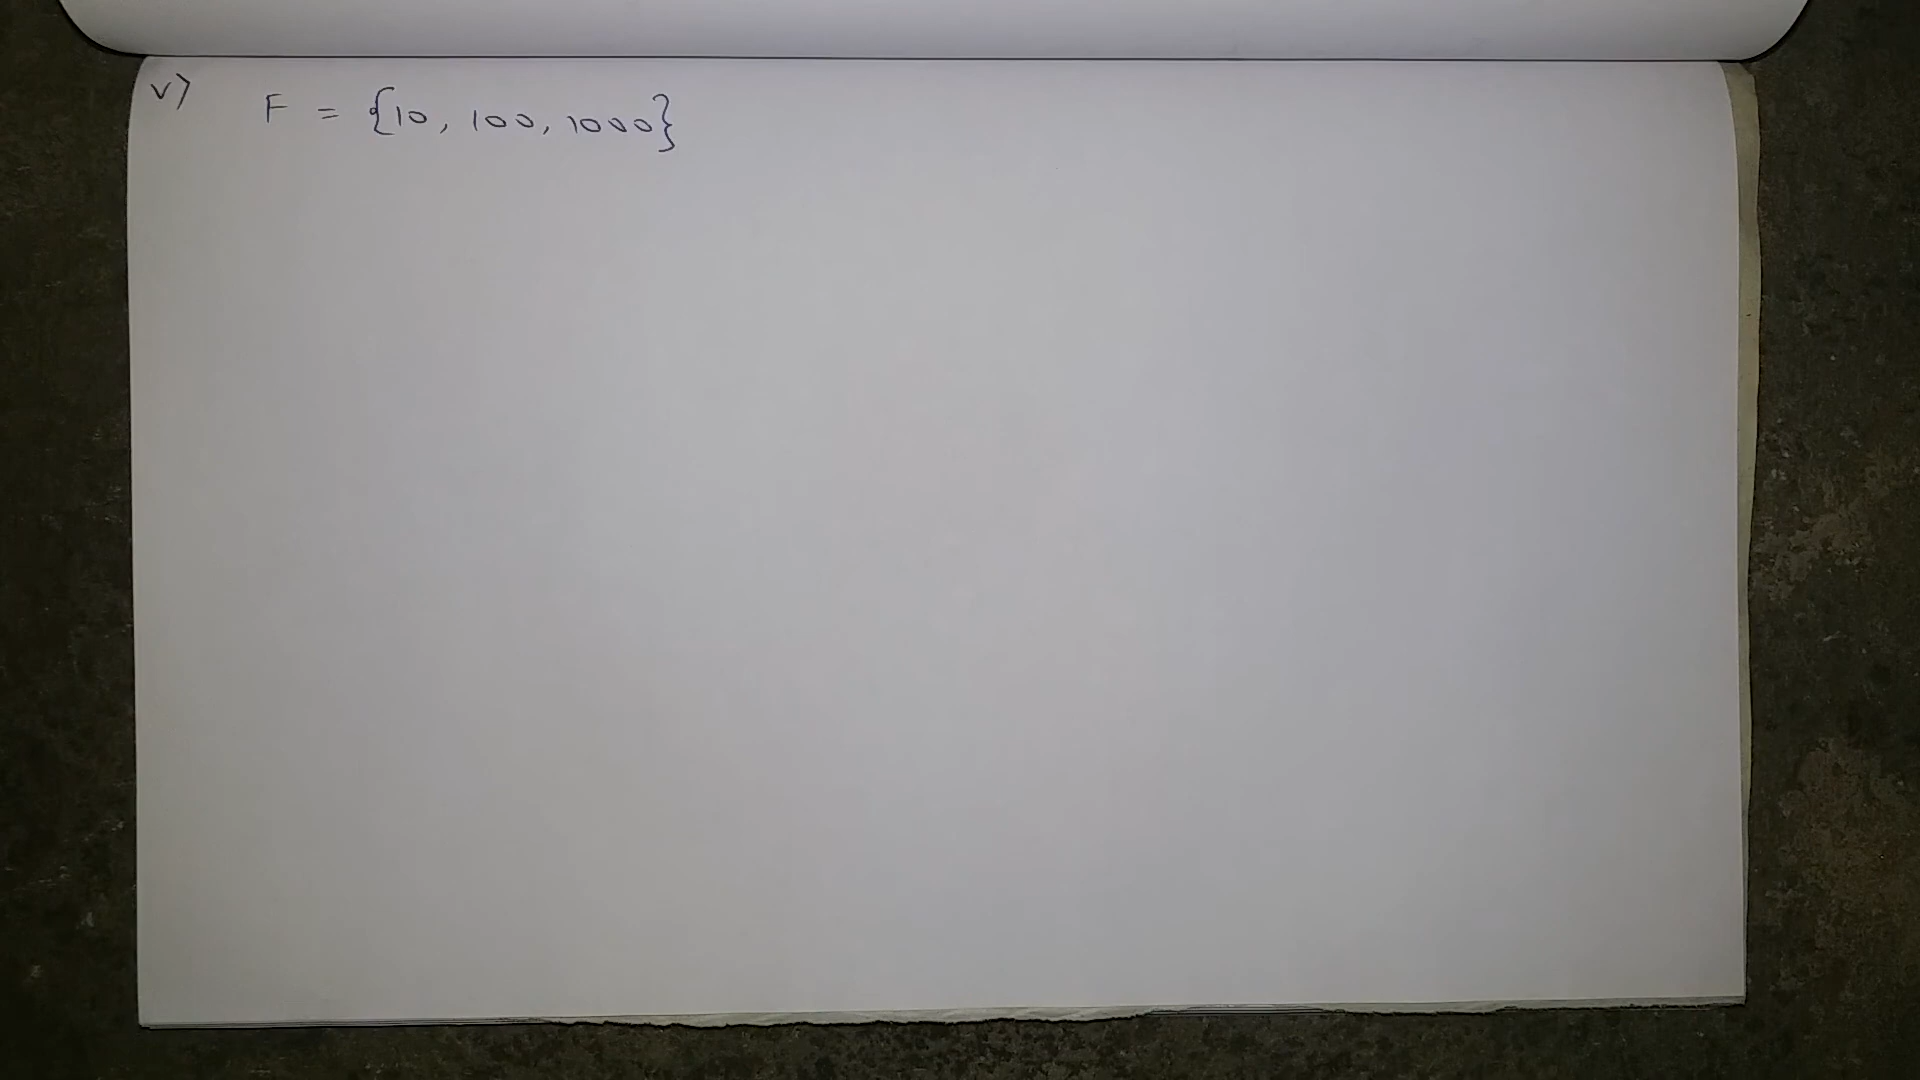 v) F = {10, 100, 1000}